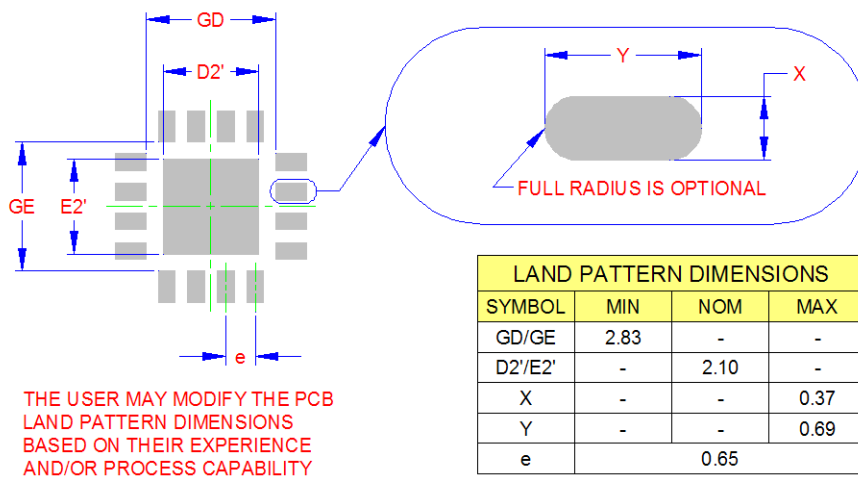 GD
D2'
GE
E2'
e
Y
X
FULL RADIUS IS OPTIONAL
THE USER MAY MODIFY THE PCB
LAND PATTERN DIMENSIONS
BASED ON THEIR EXPERIENCE
AND/OR PROCESS CAPABILITY
LAND PATTERN DIMENSIONS
SYMBOL MIN NOM MAX
GD/GE 2.83 - -
D2'/E2' - 2.10 -
X - - 0.37
Y - - 0.69
e 0.65